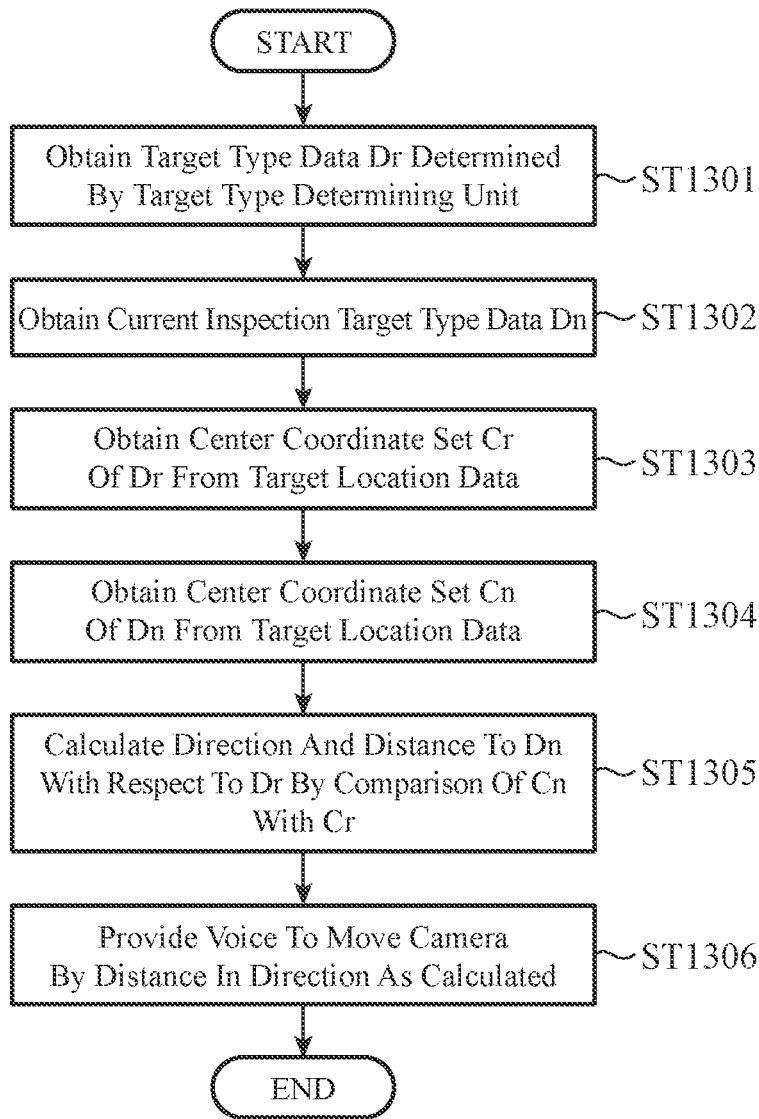 START
Obtain Target Type Data Dr Determined
By Target Type Determining Unit
ST1301
Obtain Current Inspection Target Type Data Dn
ST1302
Obtain Center Coordinate Set Cr
Of Dr From Target Location Data
ST1303
Obtain Center Coordinate Set Cn
Of Dn From Target Location Data
ST1304
Calculate Direction And Distance To Dn
With Respect To Dr By Comparison Of Cn
With Cr
ST1305
Provide Voice To Move Camera
By Distance In Direction As Calculated
ST1306
END